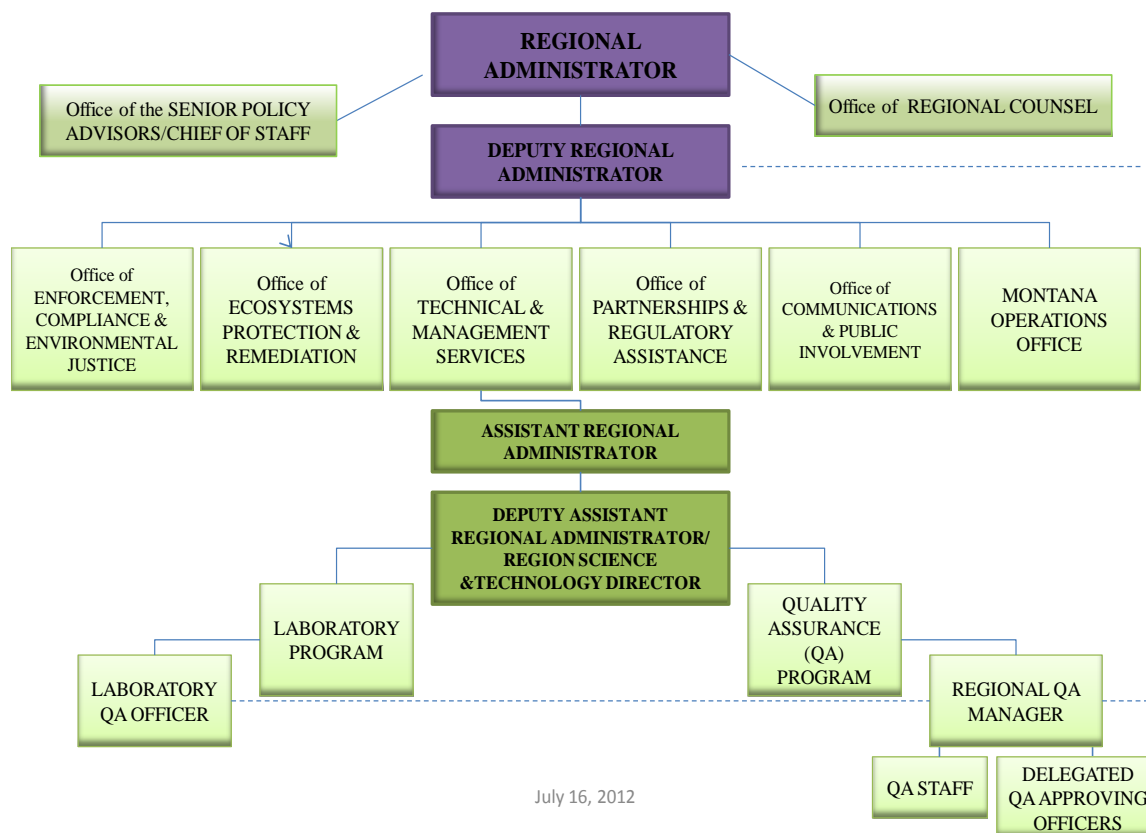 REGIONAL
ADMINISTRATOR
Office of the SENIOR POLICY
ADVISORS/CHIEF OF STAFF
Office of REGIONAL COUNSEL
DEPUTY REGIONAL
ADMINISTRATOR
Office of
ENFORCEMENT,
COMPLIANCE &
ENVIRONMENTAL
JUSTICE
Office of
ECOSYSTEMS
PROTECTION &
REMEDIATION
Office of
TECHNICAL &
MANAGEMENT
SERVICES
Office of
PARTNERSHIPS &
REGULATORY
ASSISTANCE
Office of
COMMUNICATIONS
& PUBLIC
INVOLVEMENT
MONTANA
OPERATIONS
OFFICE
ASSISTANT REGIONAL
ADMINISTRATOR
DEPUTY ASSISTANT
REGIONAL ADMINISTRATOR/
REGION SCIENCE
&TECHNOLOGY DIRECTOR
LABORATORY
PROGRAM
QUALITY
ASSURANCE
(QA)
PROGRAM
LABORATORY
QA OFFICER
REGIONAL QA
MANAGER
QA STAFF
DELEGATED
QA APPROVING
OFFICERS
July 16, 2012